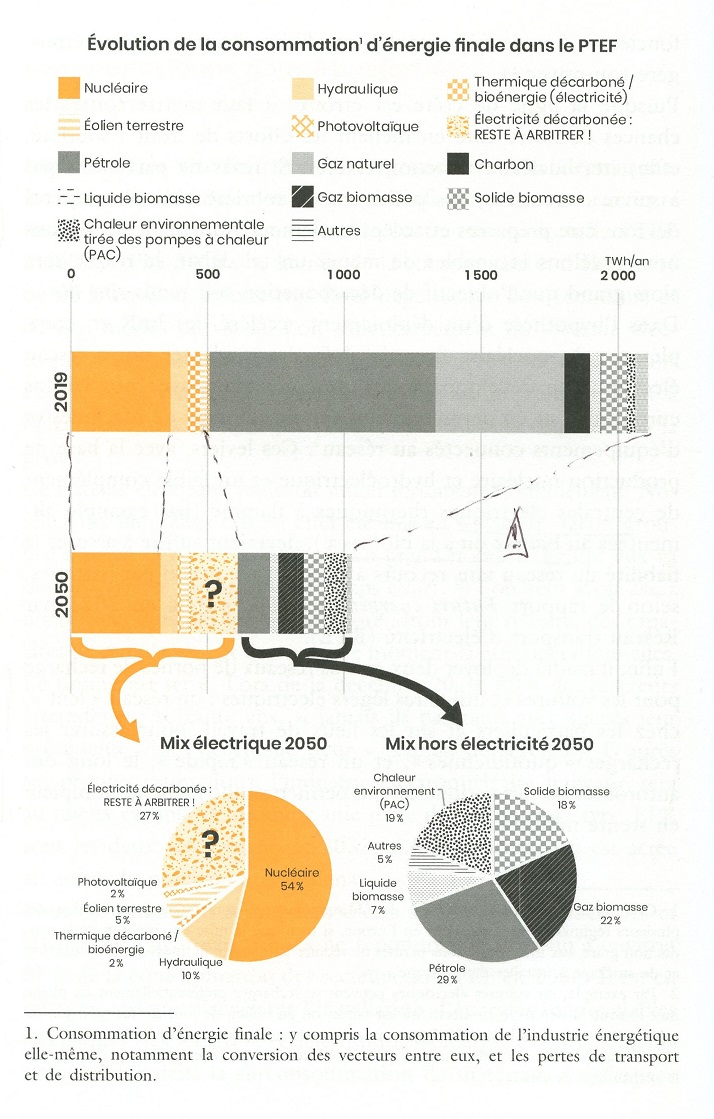 Évolution de la consommation¹ d'énergie finale dans le PTEF
Nucléaire
Hydraulique
Thermique décarboné /
bioénergie (électricité)
Éolien terrestre
Photovoltaïque
Électricité décarbonée :
RESTE À ARBITRER !
Pétrole
Gaz naturel
Charbon
Liquide biomasse
Gaz biomasse
Solide biomasse
Chaleur environnementale
tirée des pompes à chaleur
(PAC)
Autres
TWh/an
0 500 1 000 1 500 2 000
2019
!
2050
?
Mix électrique 2050
Mix hors électricité 2050
Électricité décarbonée :
RESTE À ARBITRER !
27%
?
Nucléaire
54%
Photovoltaïque
2%
Éolien terrestre
5%
Thermique décarboné /
bioénergie
2%
Hydraulique
10%
Chaleur
environnement
(PAC)
19%
Solide biomasse
18%
Autres
5%
Liquide
biomasse
7%
Gaz biomasse
22%
Pétrole
29%
1. Consommation d'énergie finale : y compris la consommation de l'industrie énergétique
elle-même, notamment la conversion des vecteurs entre eux, et les pertes de transport
et de distribution.